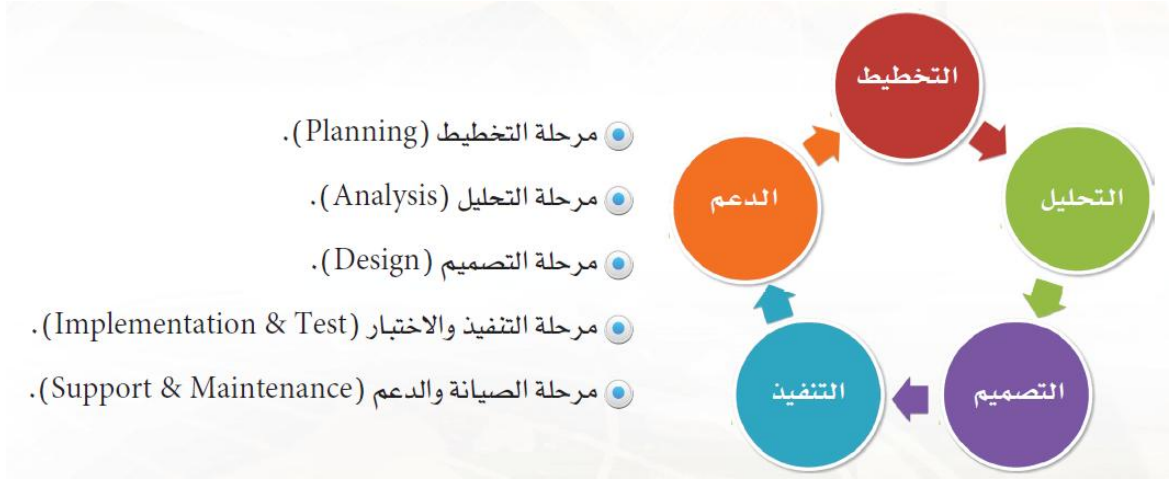 التخطيط
التحليل
التصميم
التنفيذ
الدعم
مرحلة التخطيط (Planning).
مرحلة التحليل (Analysis).
مرحلة التصميم (Design).
مرحلة التنفيذ والاختبار (Implementation & Test).
مرحلة الصيانة والدعم (Support & Maintenance).